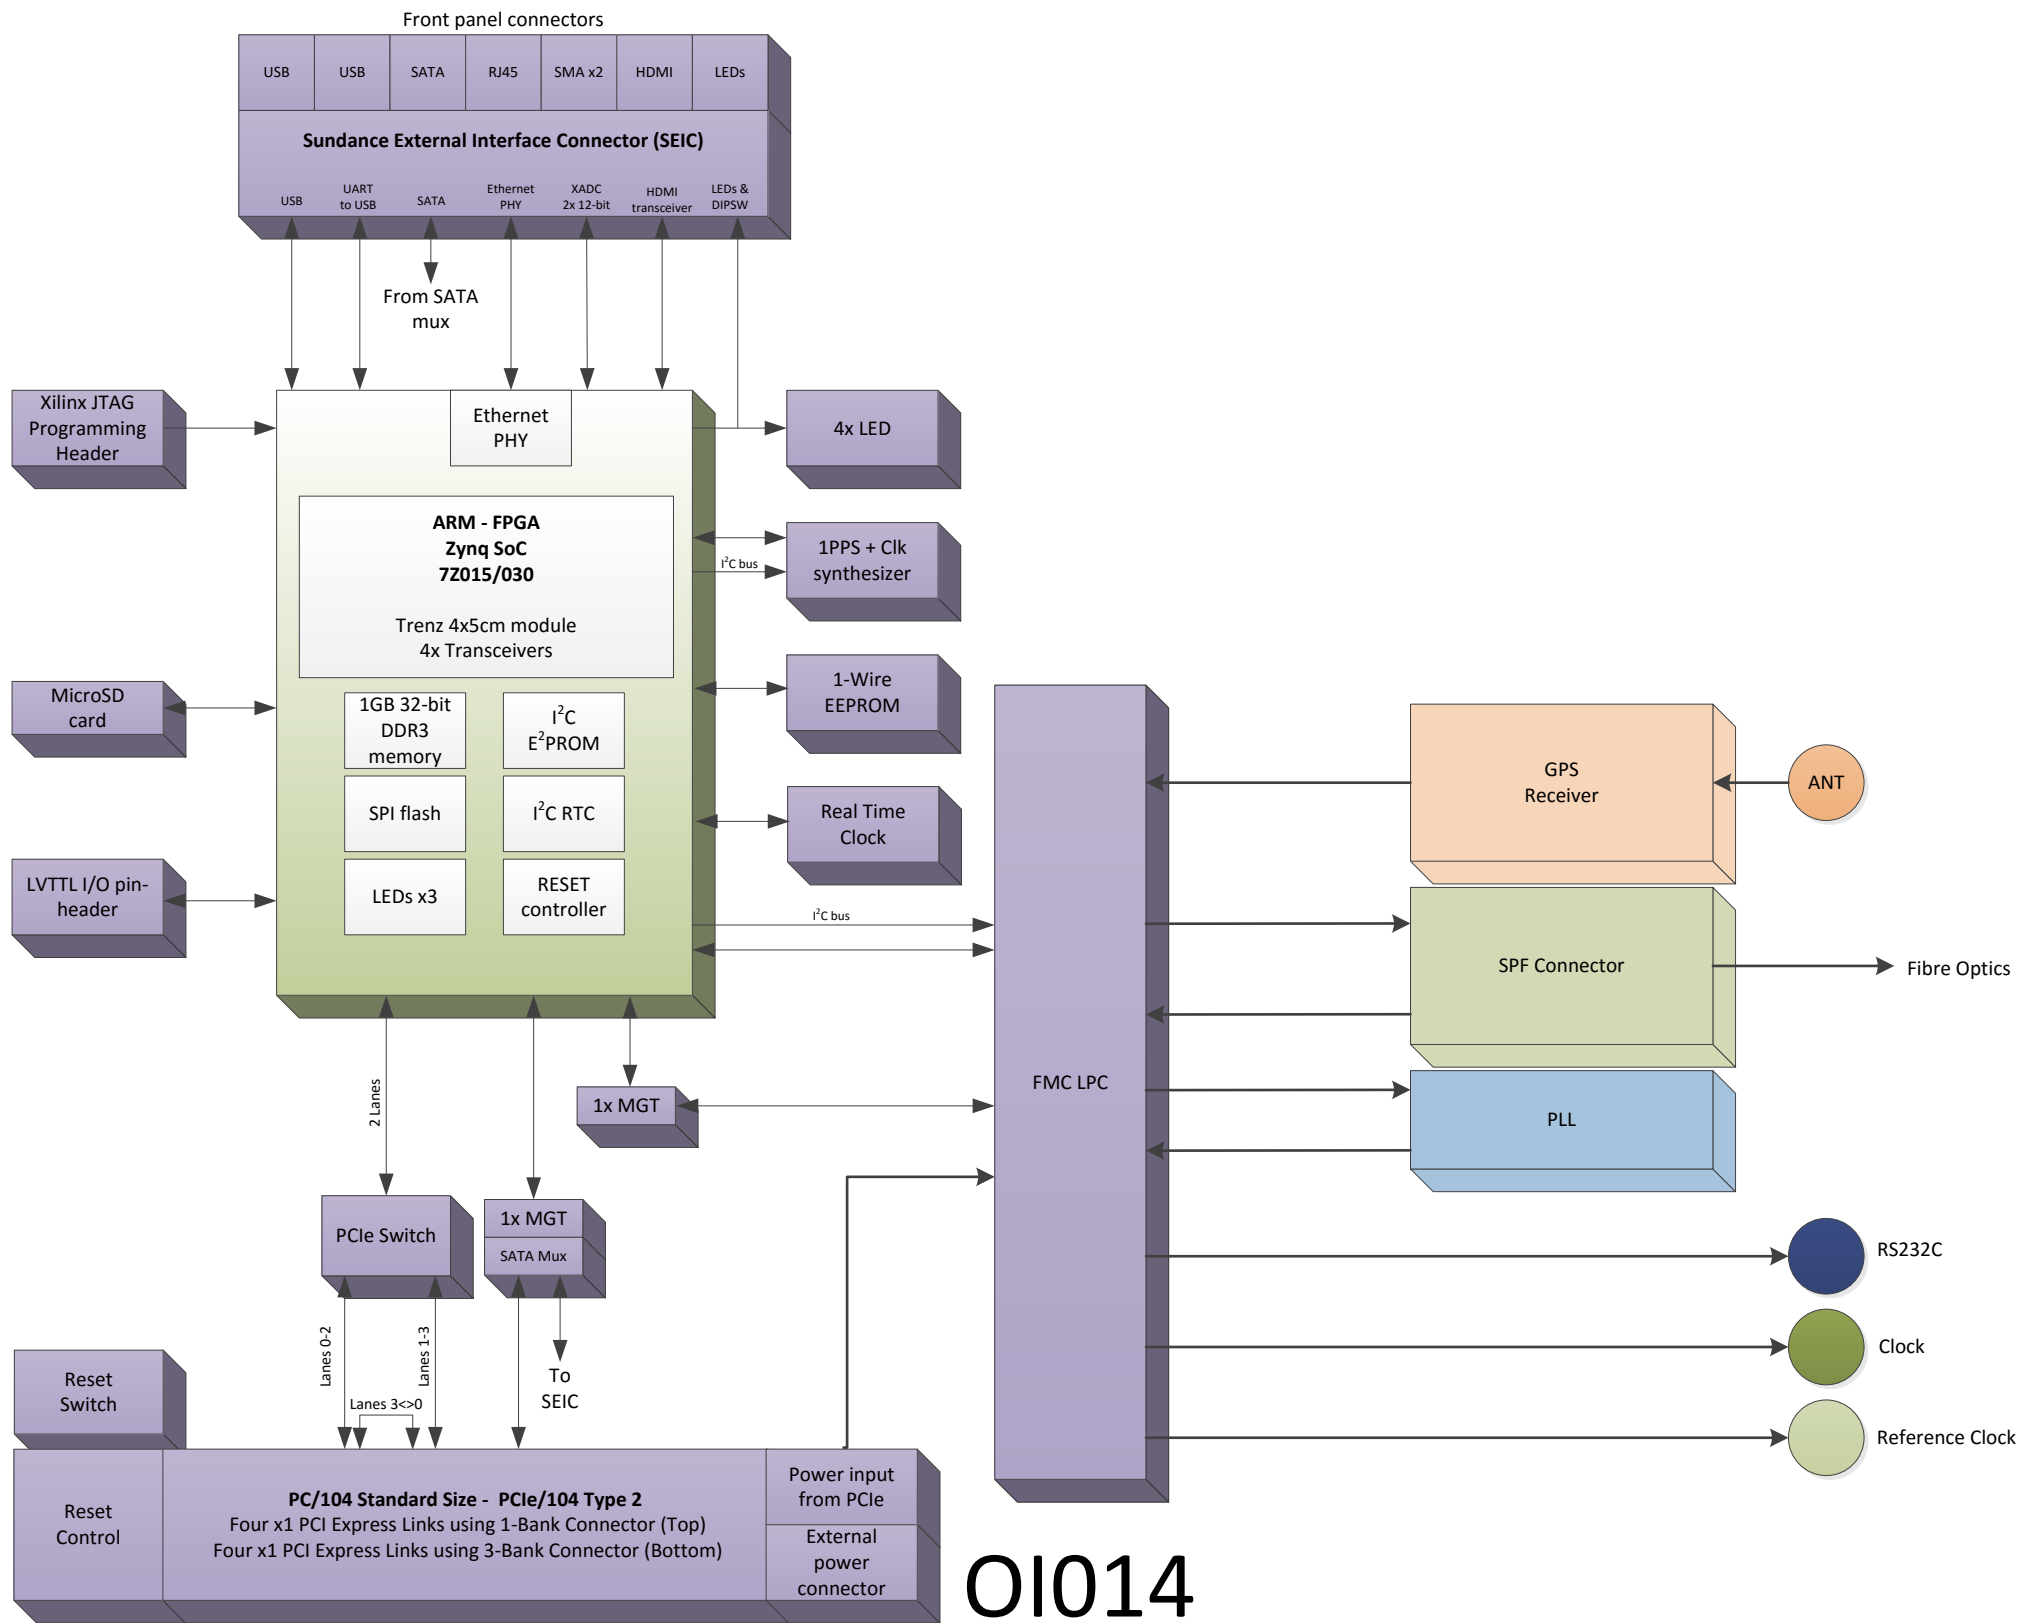 Front panel connectors
USB
USB
SATA
RJ45
SMA x2
HDMI
LEDs
Sundance External Interface Connector (SEIC)
USB
UART
to USB
SATA
Ethernet
PHY
XADC
2x 12-bit
HDMI
transceiver
LEDs &
DIPSW
From SATA
mux
Xilinx JTAG
Programming
Header
Ethernet
PHY
4x LED
ARM - FPGA
Zynq SoC
7Z015/030
Trenz 4x5cm module
4x Transceivers
I²C bus
1PPS + Clk
synthesizer
MicroSD
card
1GB 32-bit
DDR3
memory
I²C
E²PROM
1-Wire
EEPROM
SPI flash
I²C RTC
Real Time
Clock
LVTTL I/O pin-
header
LEDs x3
RESET
controller
I²C bus
GPS
Receiver
ANT
SPF Connector
Fibre Optics
FMC LPC
PLL
2 Lanes
1x MGT
PCIe Switch
1x MGT
SATA Mux
RS232C
Clock
Reference Clock
Lanes 0-2
Lanes 1-3
Lanes 3<>0
To
SEIC
Reset
Switch
Reset
Control
PC/104 Standard Size -  PCIe/104 Type 2
Four x1 PCI Express Links using 1-Bank Connector (Top)
Four x1 PCI Express Links using 3-Bank Connector (Bottom)
Power input
from PCIe
External
power
connector
OI014